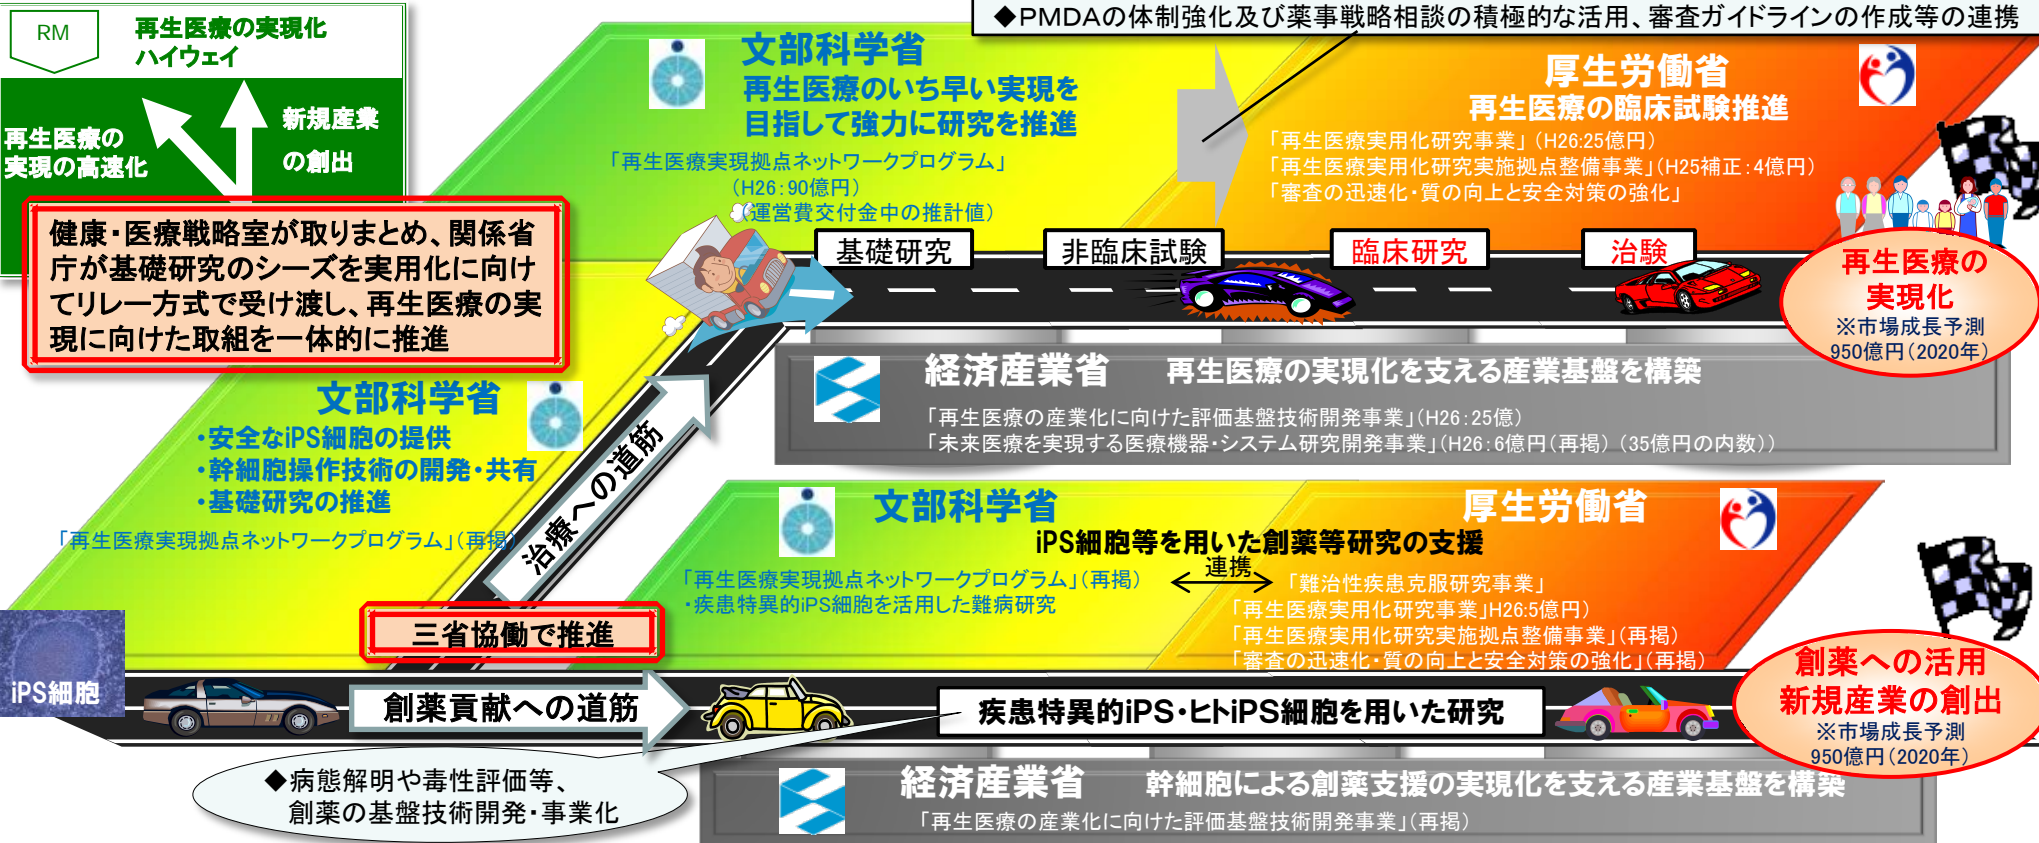 RM
再生医療の実現化
ハイウェイ
再生医療の
実現の高速化
新規産業
の創出
◆PMDAの体制強化及び薬事戦略相談の積極的な活用、審査ガイドラインの作成等の連携
文部科学省
再生医療のいち早い実現を
目指して強力に研究を推進
「再生医療実現拠点ネットワークプログラム」
（H26：90億円）
運営費交付金中の推計値）
厚生労働省
再生医療の臨床試験推進
「再生医療実用化研究事業」（H26:25億円）
「再生医療実用化研究実施拠点整備事業」（H25補正：4億円）
「審査の迅速化・質の向上と安全対策の強化」
健康・医療戦略室が取りまとめ、関係省
庁が基礎研究のシーズを実用化に向け
てリレー方式で受け渡し、再生医療の実
現に向けた取組を一体的に推進
基礎研究
非臨床試験
臨床研究
治験
再生医療の
実現化
※市場成長予測
950億円（2020年）
経済産業省 再生医療の実現化を支える産業基盤を構築
「再生医療の産業化に向けた評価基盤技術開発事業」（H26：25億）
「未来医療を実現する医療機器・システム研究開発事業」（H26：6億円（再掲）（35億円の内数））
文部科学省
・安全なiPS細胞の提供
・幹細胞操作技術の開発・共有
・基礎研究の推進
「再生医療実現拠点ネットワークプログラム」（再掲）
治療への道筋
文部科学省
厚生労働省
iPS細胞等を用いた創薬等研究の支援
「再生医療実現拠点ネットワークプログラム」（再掲）
・疾患特異的iPS細胞を活用した難病研究
連携
「難治性疾患克服研究事業」
「再生医療実用化研究事業」H26:5億円）
「再生医療実用化研究実施拠点整備事業」（再掲）
「審査の迅速化・質の向上と安全対策の強化」（再掲）
三省協働で推進
iPS細胞
創薬貢献への道筋
疾患特異的iPS・ヒトiPS細胞を用いた研究
創薬への活用
新規産業の創出
※市場成長予測
950億円（2020年）
◆病態解明や毒性評価等、
創薬の基盤技術開発・事業化
経済産業省 幹細胞による創薬支援の実現化を支える産業基盤を構築
「再生医療の産業化に向けた評価基盤技術開発事業」（再掲）